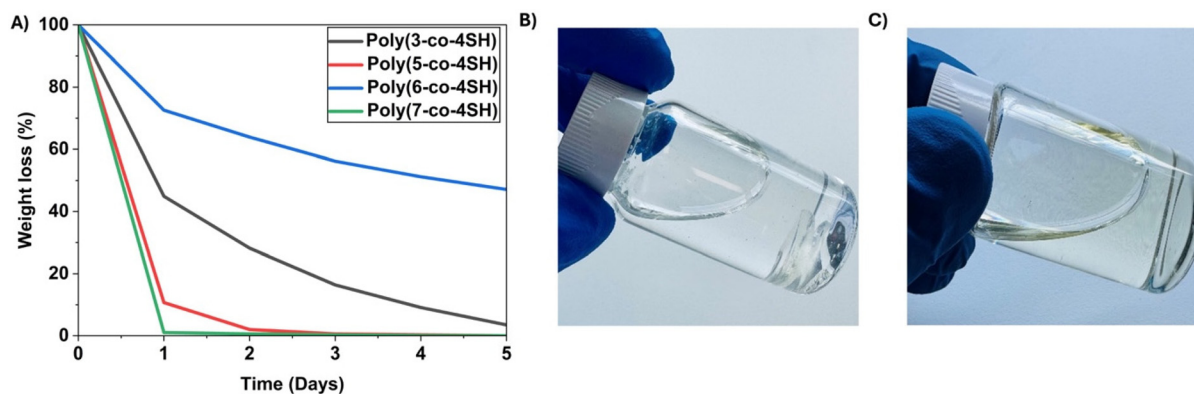 A)
100
80
60
40
20
0
Weight loss (%)
0 1 2 3 4 5
Time (Days)
Poly(3-co-4SH)
Poly(5-co-4SH)
Poly(6-co-4SH)
Poly(7-co-4SH)
B)
C)